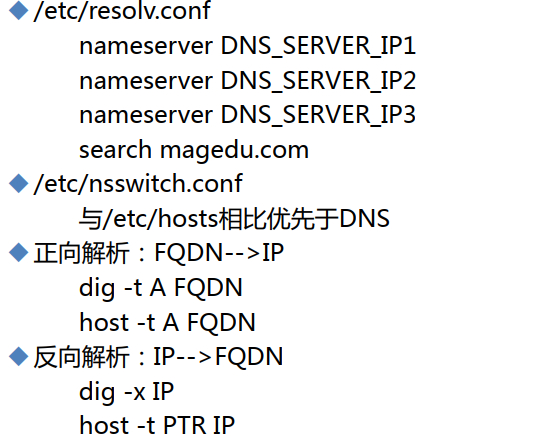 /etc/resolv.conf
nameserver DNS_SERVER_IP1
nameserver DNS_SERVER_IP2
nameserver DNS_SERVER_IP3
search magedu.com
/etc/nsswitch.conf
与/etc/hosts相比优先于DNS
正向解析：FQDN-->IP
dig -t A FQDN
host -t A FQDN
反向解析：IP-->FQDN
dig -x IP
host -t PTR IP